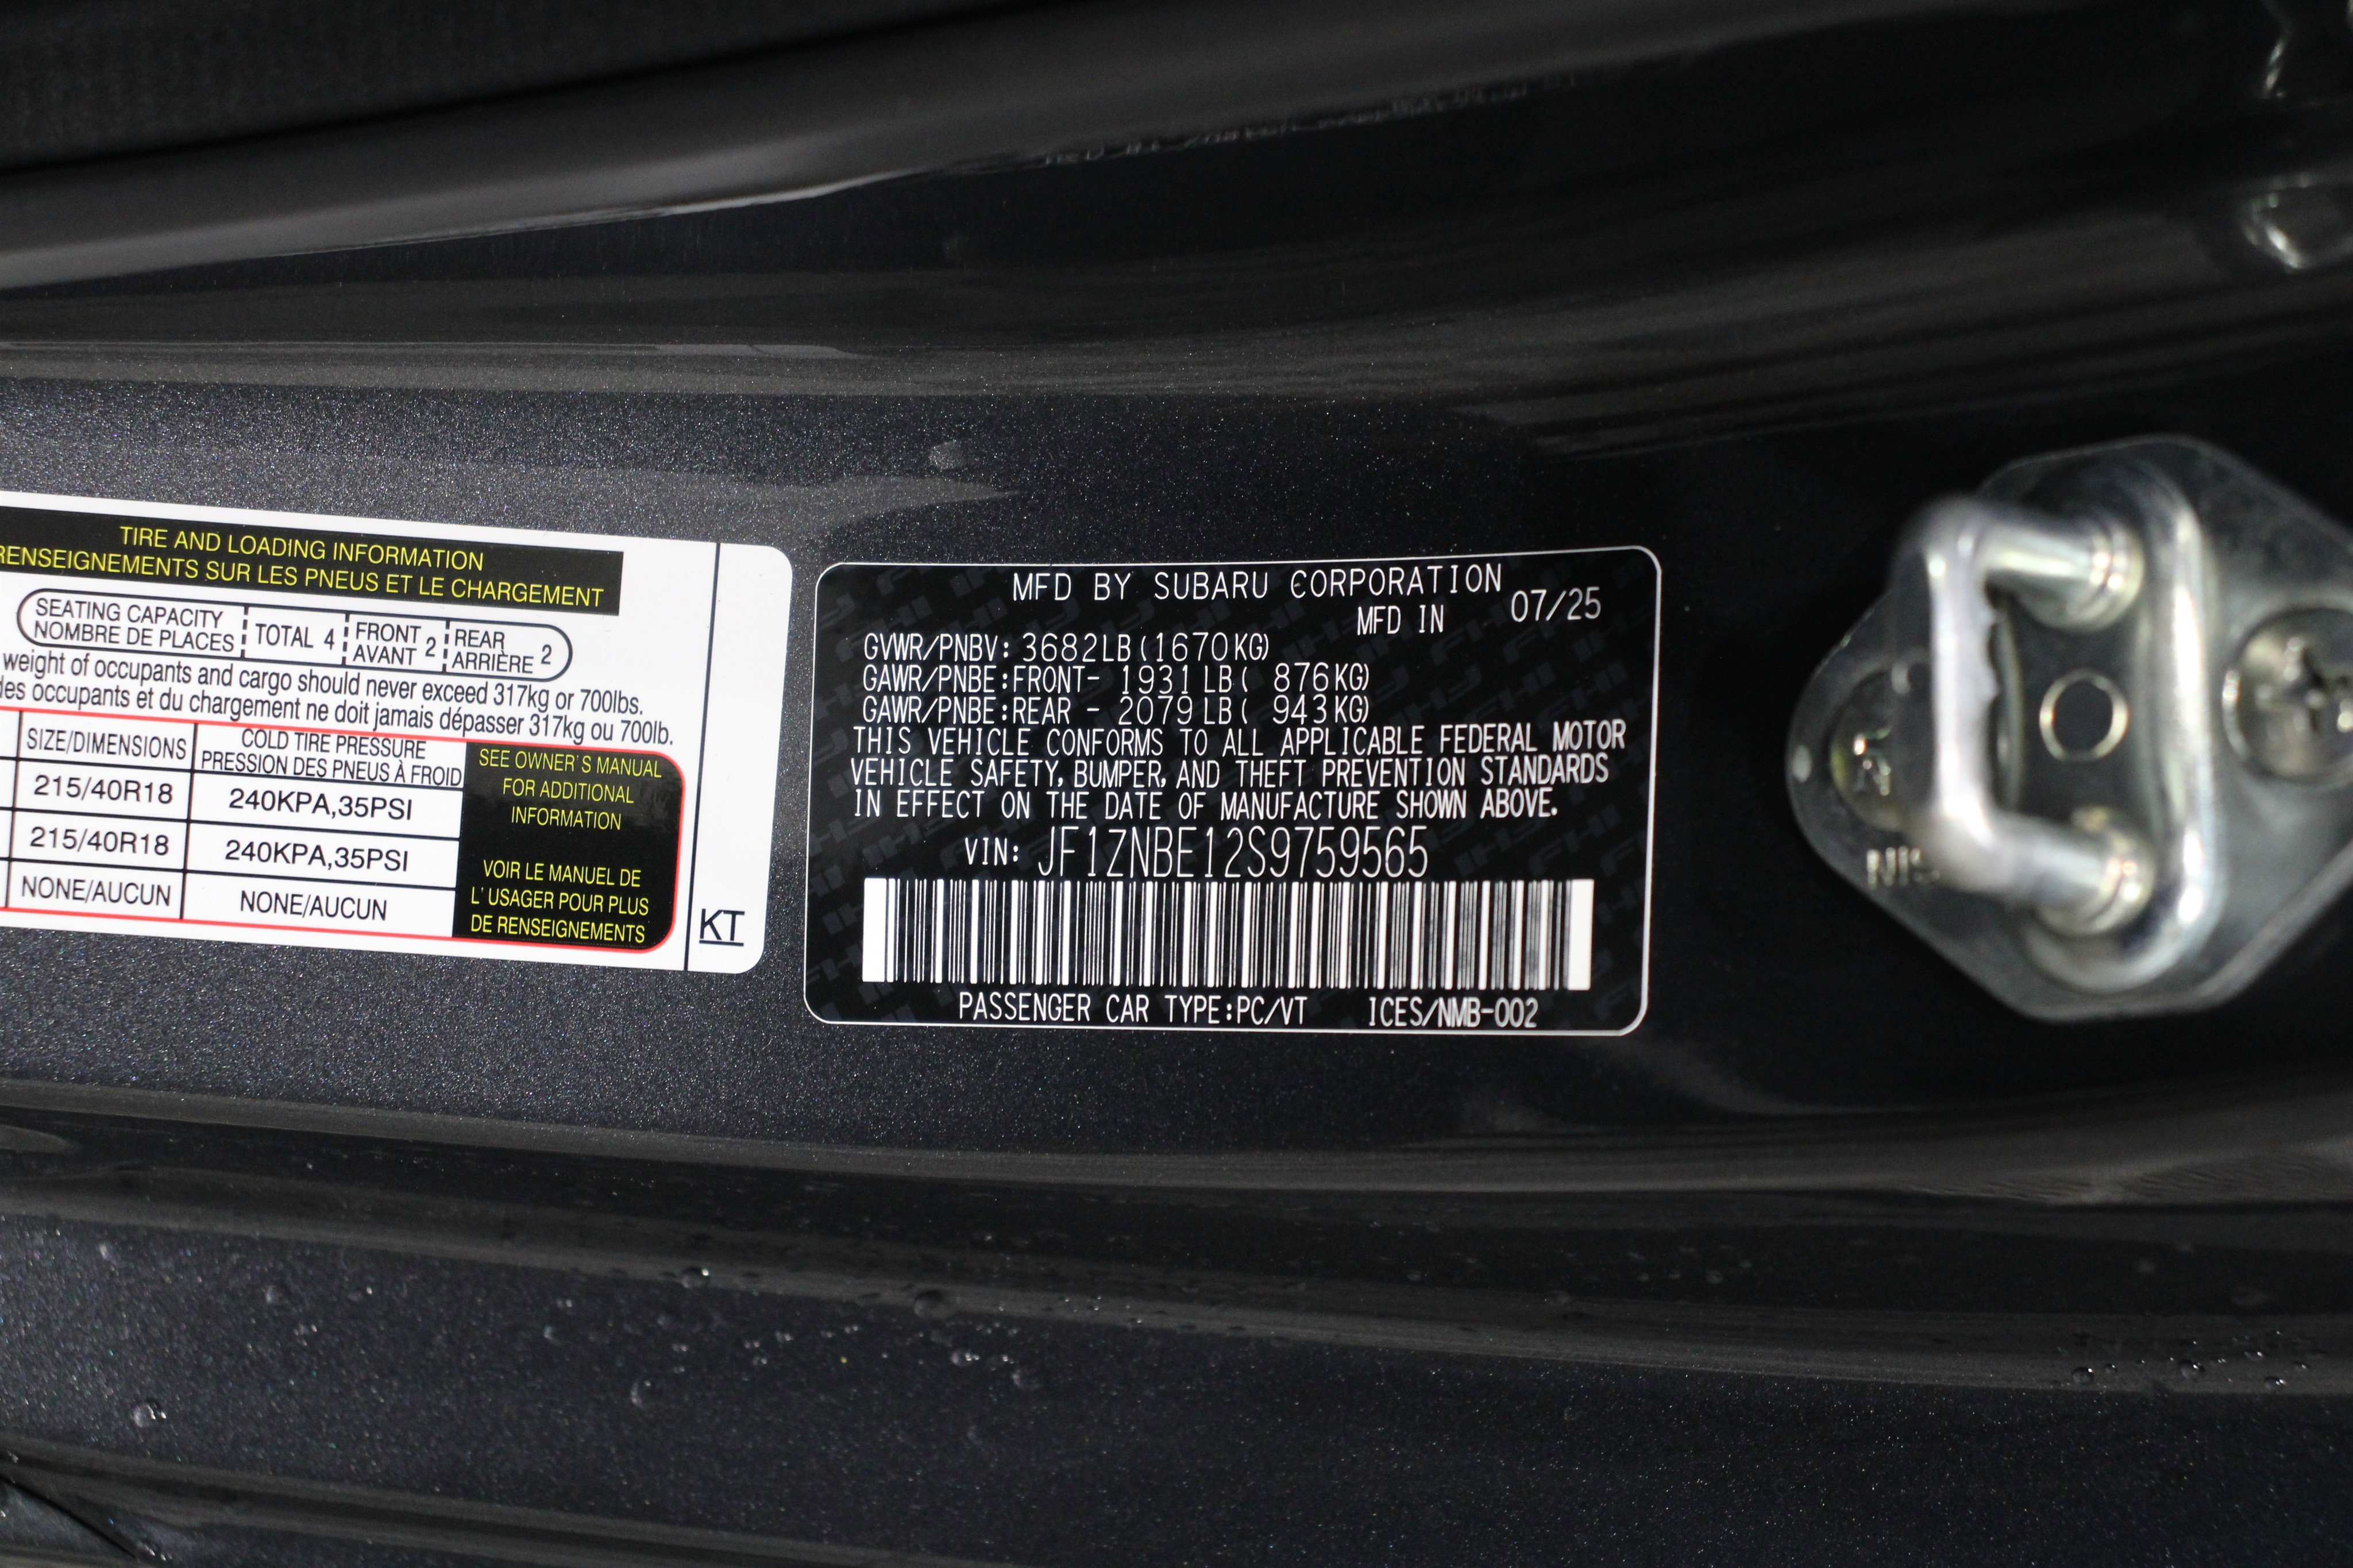 TIRE AND LOADING INFORMATION
RENSEIGNEMENTS SUR LES PNEUS ET LE CHARGEMENT
SEATING CAPACITY
NOMBRE DE PLACES
TOTAL 4
FRONT
AVANT 2
REAR
ARRIÈRE 2
weight of occupants and cargo should never exceed 317kg or 700lbs.
des occupants et du chargement ne doit jamais dépasser 317kg ou 700lb.
SIZE/DIMENSIONS
COLD TIRE PRESSURE
PRESSION DES PNEUS À FROID
215/40R18 240KPA,35PSI
215/40R18 240KPA,35PSI
NONE/AUCUN NONE/AUCUN
SEE OWNER'S MANUAL
FOR ADDITIONAL
INFORMATION
VOIR LE MANUEL DE
L' USAGER POUR PLUS
DE RENSEIGNEMENTS
KT
MFD BY SUBARU CORPORATION
MFD IN 07/25
GVWR/PNBV: 3682LB(1670KG)
GAWR/PNBE:FRONT- 1931LB( 876KG)
GAWR/PNBE:REAR - 2079LB( 943KG)
THIS VEHICLE CONFORMS TO ALL APPLICABLE FEDERAL MOTOR
VEHICLE SAFETY, BUMPER, AND THEFT PREVENTION STANDARDS
IN EFFECT ON THE DATE OF MANUFACTURE SHOWN ABOVE.
VIN: JF1ZNBE12S9759565
PASSENGER CAR TYPE:PC/VT ICES/NMB-002